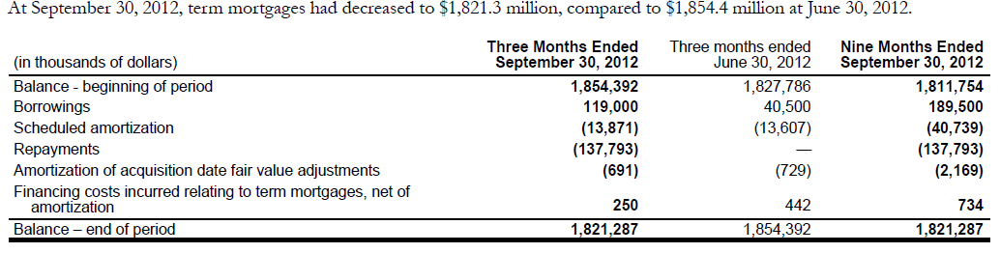 At September 30, 2012, term mortgages had decreased to $1,821.3 million, compared to $1,854.4 million at June 30, 2012.
Three Months Ended Three months ended Nine Months Ended
(in thousands of dollars) September 30, 2012 June 30, 2012 September 30, 2012
Balance - beginning of period 1,854,392 1,827,786 1,811,754
Borrowings 119,000 40,500 189,500
Scheduled amortization (13,871) (13,607) (40,739)
Repayments (137,793) — (137,793)
Amortization of acquisition date fair value adjustments (691) (729) (2,169)
Financing costs incurred relating to term mortgages, net of
amortization 250 442 734
Balance – end of period 1,821,287 1,854,392 1,821,287